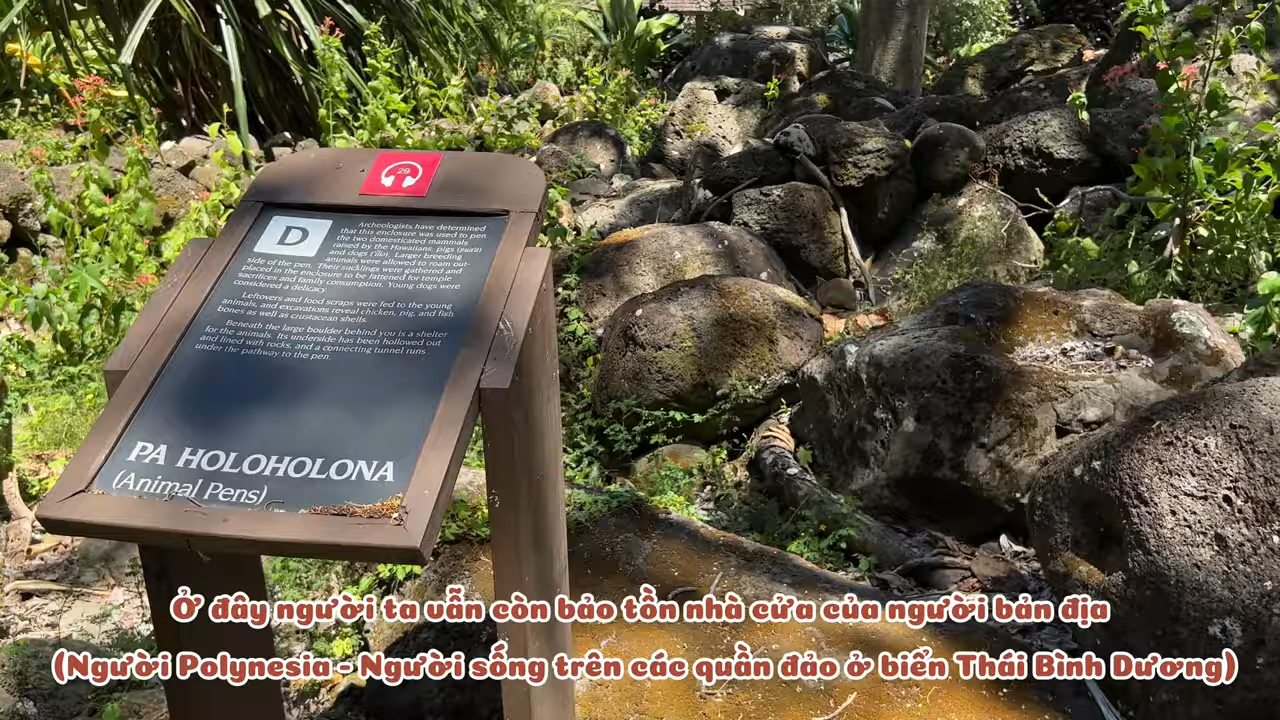 29
D
Archeologists have determined
that this enclosure was used to pen
the two domesticated mammals
raised by the Hawaiians: pigs (pua'a)
and dogs ('īlio). Larger breeding
animals were allowed to roam out-
side of the pen. Their sucklings were gathered and
placed in the enclosure to be fattened for temple
sacrifices and family consumption. Young dogs were
considered a delicacy.
Leftovers and food scraps were fed to the young
animals, and excavations reveal chicken, pig, and fish
bones as well as crustacean shells.
Beneath the large boulder behind you is a shelter
for the animals. Its underside has been hollowed out
and lined with rocks, and a connecting tunnel runs
under the pathway to the pen.
PA HOLOHOLONA
(Animal Pens)
Ở đây người ta vẫn còn bảo tồn nhà cửa của người bản địa
(Người Polynesia - Người sống trên các quần đảo ở biển Thái Bình Dương)